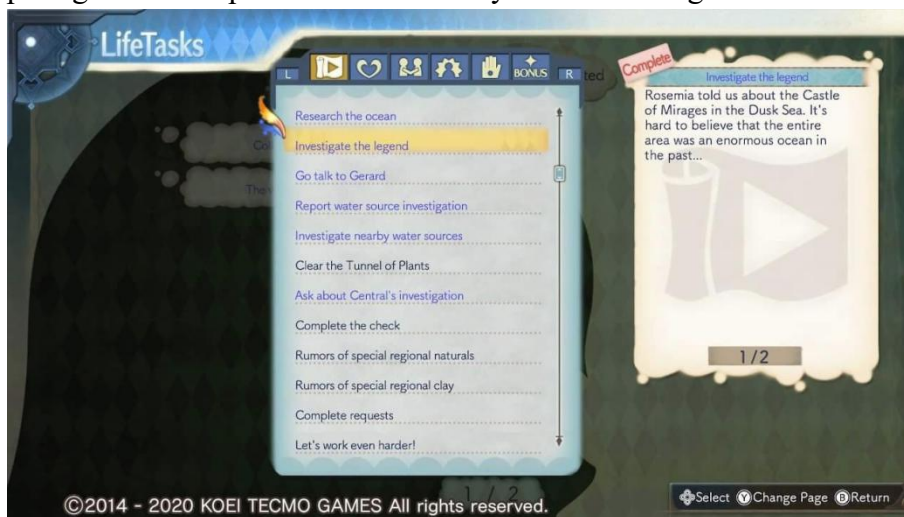 LifeTasks
L
BONUS
R
ted
Complete
Research the ocean
Investigate the legend
Go talk to Gerard
Report water source investigation
Investigate nearby water sources
Clear the Tunnel of Plants
Ask about Central's investigation
Complete the check
Rumors of special regional naturals
Rumors of special regional clay
Complete requests
Let's work even harder!
Investigate the legend
Rosemia told us about the Castle
of Mirages in the Dusk Sea. It's
hard to believe that the entire
area was an enormous ocean in
the past...
1/2
1 / 2
Select Y Change Page B Return
©2014 - 2020 KOEI TECMO GAMES All rights reserved.